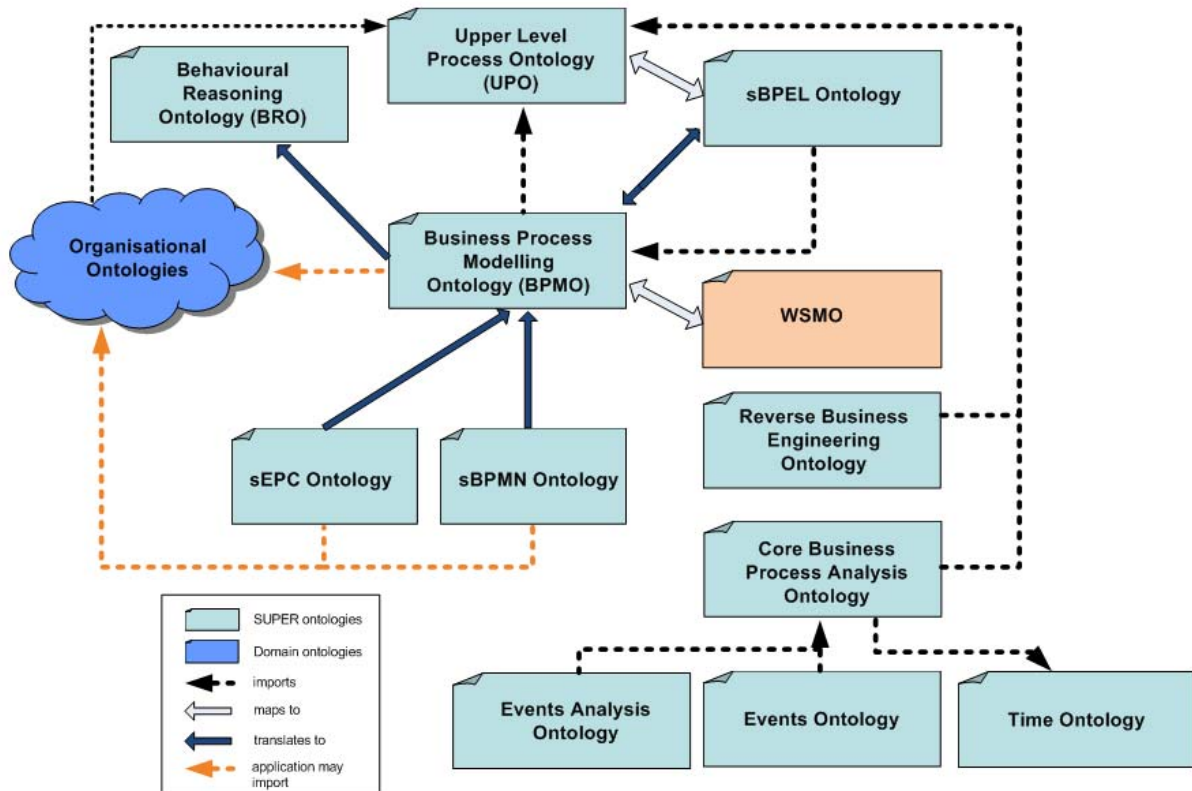 Upper Level
Process Ontology
(UPO)
Behavioural
Reasoning
Ontology (BRO)
sBPEL Ontology
Organisational
Ontologies
Business Process
Modelling
Ontology (BPMO)
WSMO
Reverse Business
Engineering
Ontology
sEPC Ontology
sBPMN Ontology
Core Business
Process Analysis
Ontology
SUPER ontologies
Domain ontologies
imports
maps to
translates to
application may
import
Events Analysis
Ontology
Events Ontology
Time Ontology